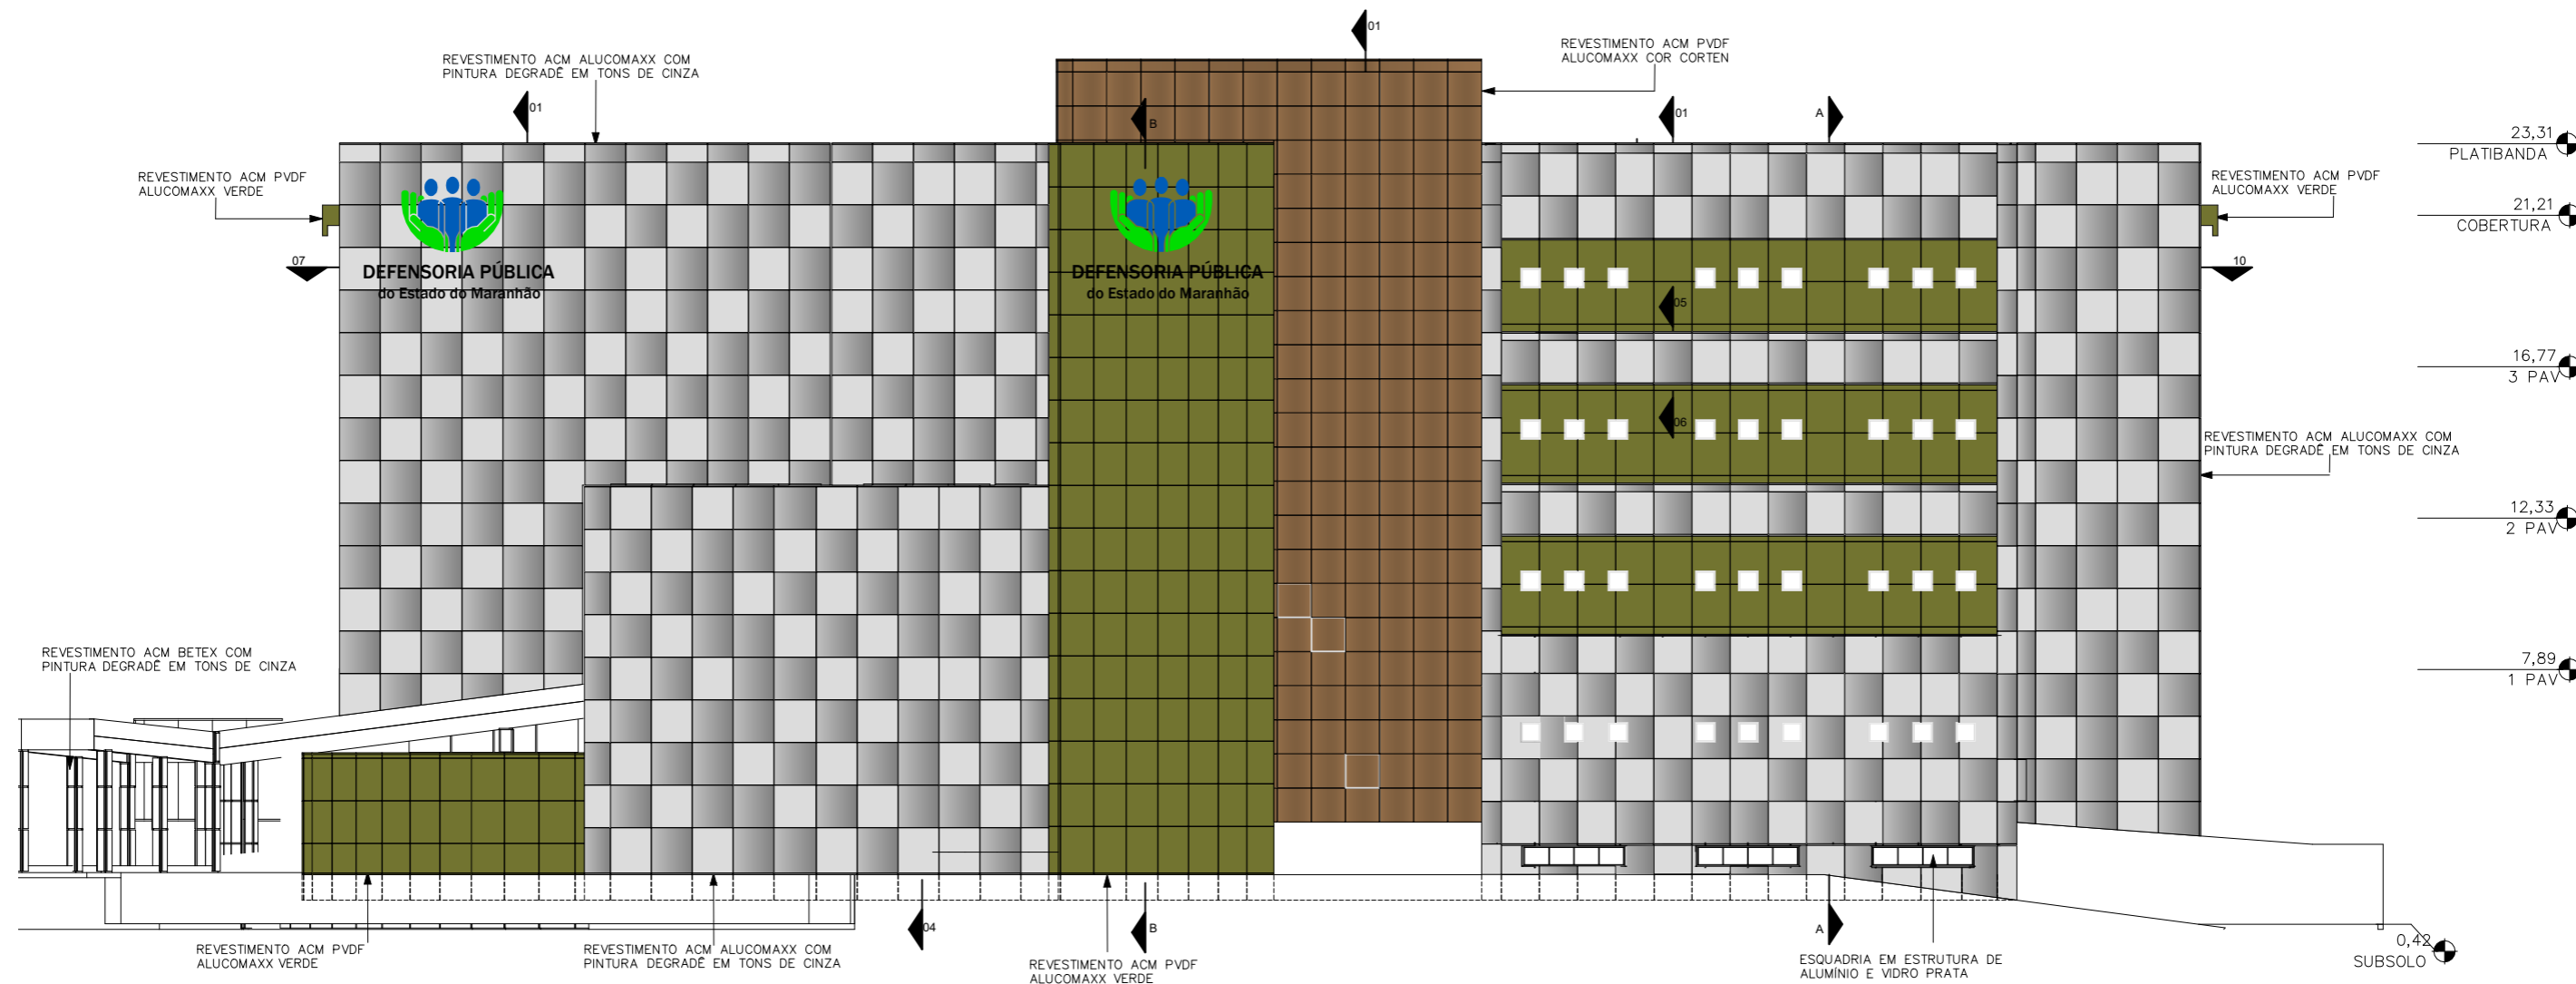 01
REVESTIMENTO ACM PVDF
ALUCOMAXX COR CORTEN
REVESTIMENTO ACM ALUCOMAXX COM
PINTURA DEGRADÊ EM TONS DE CINZA
01
B
01
A
23,31
PLATIBANDA
REVESTIMENTO ACM PVDF
ALUCOMAXX VERDE
REVESTIMENTO ACM PVDF
ALUCOMAXX VERDE
21,21
COBERTURA
07
DEFENSORIA PÚBLICA
do Estado do Maranhão
DEFENSORIA PÚBLICA
do Estado do Maranhão
10
05
16,77
3 PAV
06
REVESTIMENTO ACM ALUCOMAXX COM
PINTURA DEGRADÊ EM TONS DE CINZA
12,33
2 PAV
REVESTIMENTO ACM BETEX COM
PINTURA DEGRADÊ EM TONS DE CINZA
7,89
1 PAV
REVESTIMENTO ACM PVDF
ALUCOMAXX VERDE
REVESTIMENTO ACM ALUCOMAXX COM
PINTURA DEGRADÊ EM TONS DE CINZA
04
B
REVESTIMENTO ACM PVDF
ALUCOMAXX VERDE
A
ESQUADRIA EM ESTRUTURA DE
ALUMÍNIO E VIDRO PRATA
0,42
SUBSOLO